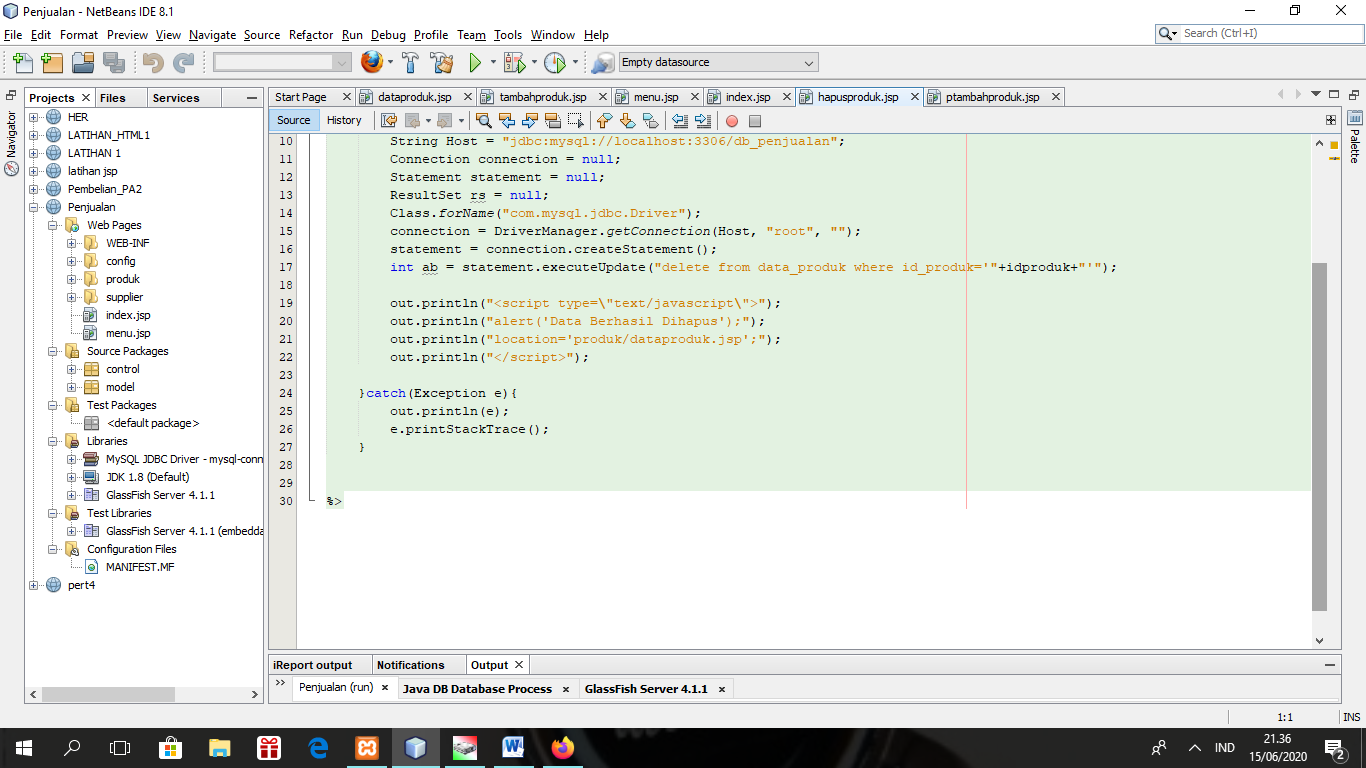 Penjualan - NetBeans IDE 8.1
File Edit Format Preview View Navigate Source Refactor Run Debug Profile Team Tools Window Help
Search (Ctrl+I)
Empty datasource
Projects Files Services
Start Page dataproduk.jsp tambahproduk.jsp menu.jsp index.jsp hapusproduk.jsp ptambahproduk.jsp
Navigator
Palette
Source History
HER
LATIHAN_HTML1
LATIHAN 1
latihan jsp
Pembelian_PA2
Penjualan
Web Pages
WEB-INF
config
produk
supplier
index.jsp
menu.jsp
Source Packages
control
model
Test Packages
<default package>
Libraries
MySQL JDBC Driver - mysql-conn
JDK 1.8 (Default)
GlassFish Server 4.1.1
Test Libraries
GlassFish Server 4.1.1 (embedda
Configuration Files
MANIFEST.MF
pert4
10 String Host = "jdbc:mysql://localhost:3306/db_penjualan";
11 Connection connection = null;
12 Statement statement = null;
13 ResultSet rs = null;
14 Class.forName("com.mysql.jdbc.Driver");
15 connection = DriverManager.getConnection(Host, "root", "");
16 statement = connection.createStatement();
17 int ab = statement.executeUpdate("delete from data_produk where id_produk='"+idproduk+"'");
18
19 out.println("<script type=\"text/javascript\">");
20 out.println("alert('Data Berhasil Dihapus');");
21 out.println("location='produk/dataproduk.jsp';");
22 out.println("</script>");
23
24 }catch(Exception e){
25 out.println(e);
26 e.printStackTrace();
27 }
28
29
30 %>
iReport output Notifications Output
Penjualan (run) Java DB Database Process GlassFish Server 4.1.1
1:1 INS
IND
21.36
15/06/2020
2